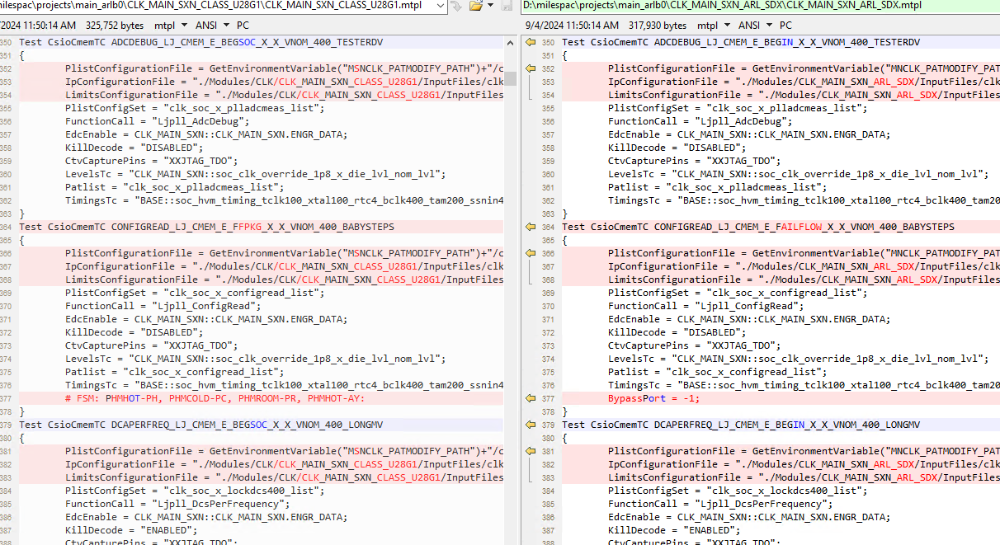 milespac\projects\main_arlb0\CLK_MAIN_SXN_CLASS_U28G1\CLK_MAIN_SXN_CLASS_U28G1.mtpl
/2024 11:50:14 AM 325,752 bytes mtpl ANSI PC
350 Test CsioCmemTC ADCDEBUG_LJ_CMEM_E_BEGSOC_X_X_VNOM_400_TESTERDV
351 {
352 PlistConfigurationFile = GetEnvironmentVariable("MSNCLK_PATMODIFY_PATH")+"/c
353 IpConfigurationFile = "./Modules/CLK/CLK_MAIN_SXN_CLASS_U28G1/InputFiles/clk
354 LimitsConfigurationFile = "./Modules/CLK/CLK_MAIN_SXN_CLASS_U28G1/InputFiles
355 PlistConfigSet = "clk_soc_x_plladcmeas_list";
356 FunctionCall = "Ljpll_AdcDebug";
357 EdcEnable = CLK_MAIN_SXN::CLK_MAIN_SXN.ENGR_DATA;
358 KillDecode = "DISABLED";
359 CtvCapturePins = "XXJTAG_TDO";
360 LevelsTc = "CLK_MAIN_SXN::soc_clk_override_1p8_x_die_lvl_nom_lvl";
361 Patlist = "clk_soc_x_plladcmeas_list";
362 TimingsTc = "BASE::soc_hvm_timing_tclk100_xtal100_rtc4_bclk400_tam200_ssnin4
363 }
364 Test CsioCmemTC CONFIGREAD_LJ_CMEM_E_FFPKG_X_X_VNOM_400_BABYSTEPS
365 {
366 PlistConfigurationFile = GetEnvironmentVariable("MSNCLK_PATMODIFY_PATH")+"/c
367 IpConfigurationFile = "./Modules/CLK/CLK_MAIN_SXN_CLASS_U28G1/InputFiles/clk
368 LimitsConfigurationFile = "./Modules/CLK/CLK_MAIN_SXN_CLASS_U28G1/InputFiles
369 PlistConfigSet = "clk_soc_x_configread_list";
370 FunctionCall = "Ljpll_ConfigRead";
371 EdcEnable = CLK_MAIN_SXN::CLK_MAIN_SXN.ENGR_DATA;
372 KillDecode = "DISABLED";
373 CtvCapturePins = "XXJTAG_TDO";
374 LevelsTc = "CLK_MAIN_SXN::soc_clk_override_1p8_x_die_lvl_nom_lvl";
375 Patlist = "clk_soc_x_configread_list";
376 TimingsTc = "BASE::soc_hvm_timing_tclk100_xtal100_rtc4_bclk400_tam200_ssnin4
377 # FSM: PHMHOT-PH, PHMCOLD-PC, PHMROOM-PR, PHMHOT-AY:
378 }
379 Test CsioCmemTC DCAPERFREQ_LJ_CMEM_E_BEGSOC_X_X_VNOM_400_LONGMV
380 {
381 PlistConfigurationFile = GetEnvironmentVariable("MSNCLK_PATMODIFY_PATH")+"/c
382 IpConfigurationFile = "./Modules/CLK/CLK_MAIN_SXN_CLASS_U28G1/InputFiles/clk
383 LimitsConfigurationFile = "./Modules/CLK/CLK_MAIN_SXN_CLASS_U28G1/InputFiles
384 PlistConfigSet = "clk_soc_x_lockdcs400_list";
385 FunctionCall = "Ljpll_DcsPerFrequency";
386 EdcEnable = CLK_MAIN_SXN::CLK_MAIN_SXN.ENGR_DATA;
387 KillDecode = "ENABLED";
388 CtvCapturePins = "XXJTAG_TDO";
D:\milespac\projects\main_arlb0\CLK_MAIN_SXN_ARL_SDX\CLK_MAIN_SXN_ARL_SDX.mtpl
9/4/2024 11:50:14 AM 317,930 bytes mtpl ANSI PC
350 Test CsioCmemTC ADCDEBUG_LJ_CMEM_E_BEGIN_X_X_VNOM_400_TESTERDV
351 {
352 PlistConfigurationFile = GetEnvironmentVariable("MNCLK_PATMODIFY_PAT
353 IpConfigurationFile = "./Modules/CLK_MAIN_SXN_ARL_SDX/InputFiles/clk
354 LimitsConfigurationFile = "./Modules/CLK_MAIN_SXN_ARL_SDX/InputFiles
355 PlistConfigSet = "clk_soc_x_plladcmeas_list";
356 FunctionCall = "Ljpll_AdcDebug";
357 EdcEnable = CLK_MAIN_SXN::CLK_MAIN_SXN.ENGR_DATA;
358 KillDecode = "DISABLED";
359 CtvCapturePins = "XXJTAG_TDO";
360 LevelsTc = "CLK_MAIN_SXN::soc_clk_override_1p8_x_die_lvl_nom_lvl";
361 Patlist = "clk_soc_x_plladcmeas_list";
362 TimingsTc = "BASE::soc_hvm_timing_tclk100_xtal100_rtc4_bclk400_tam200
363 }
364 Test CsioCmemTC CONFIGREAD_LJ_CMEM_E_FAILFLOW_X_X_VNOM_400_BABYSTEPS
365 {
366 PlistConfigurationFile = GetEnvironmentVariable("MNCLK_PATMODIFY_PAT
367 IpConfigurationFile = "./Modules/CLK_MAIN_SXN_ARL_SDX/InputFiles/clk
368 LimitsConfigurationFile = "./Modules/CLK_MAIN_SXN_ARL_SDX/InputFiles
369 PlistConfigSet = "clk_soc_x_configread_list";
370 FunctionCall = "Ljpll_ConfigRead";
371 EdcEnable = CLK_MAIN_SXN::CLK_MAIN_SXN.ENGR_DATA;
372 KillDecode = "DISABLED";
373 CtvCapturePins = "XXJTAG_TDO";
374 LevelsTc = "CLK_MAIN_SXN::soc_clk_override_1p8_x_die_lvl_nom_lvl";
375 Patlist = "clk_soc_x_configread_list";
376 TimingsTc = "BASE::soc_hvm_timing_tclk100_xtal100_rtc4_bclk400_tam200
377 BypassPort = -1;
378 }
379 Test CsioCmemTC DCAPERFREQ_LJ_CMEM_E_BEGIN_X_X_VNOM_400_LONGMV
380 {
381 PlistConfigurationFile = GetEnvironmentVariable("MNCLK_PATMODIFY_PAT
382 IpConfigurationFile = "./Modules/CLK_MAIN_SXN_ARL_SDX/InputFiles/clk
383 LimitsConfigurationFile = "./Modules/CLK_MAIN_SXN_ARL_SDX/InputFiles
384 PlistConfigSet = "clk_soc_x_lockdcs400_list";
385 FunctionCall = "Ljpll_DcsPerFrequency";
386 EdcEnable = CLK_MAIN_SXN::CLK_MAIN_SXN.ENGR_DATA;
387 KillDecode = "ENABLED";
388 CtvCapturePins = "XXJTAG_TDO";